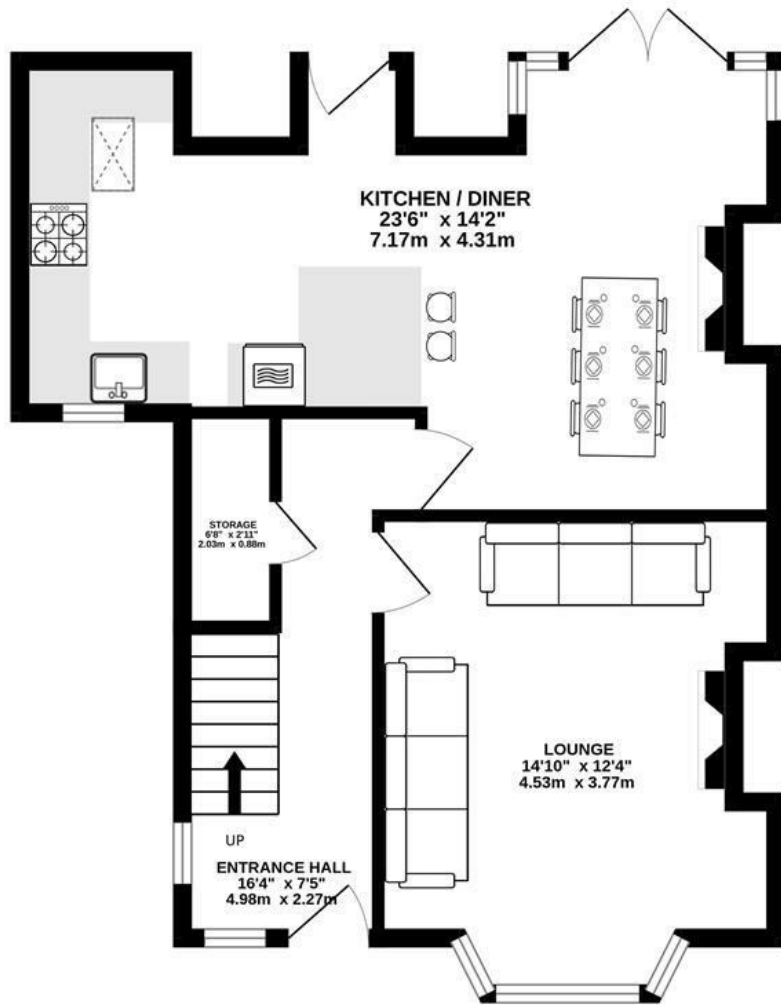 KITCHEN / DINER
23'6" x 14'2"
7.17m x 4.31m
STORAGE
6'8" x 2'11"
2.03m x 0.88m
LOUNGE
14'10" x 12'4"
4.53m x 3.77m
UP
ENTRANCE HALL
16'4" x 7'5"
4.98m x 2.27m